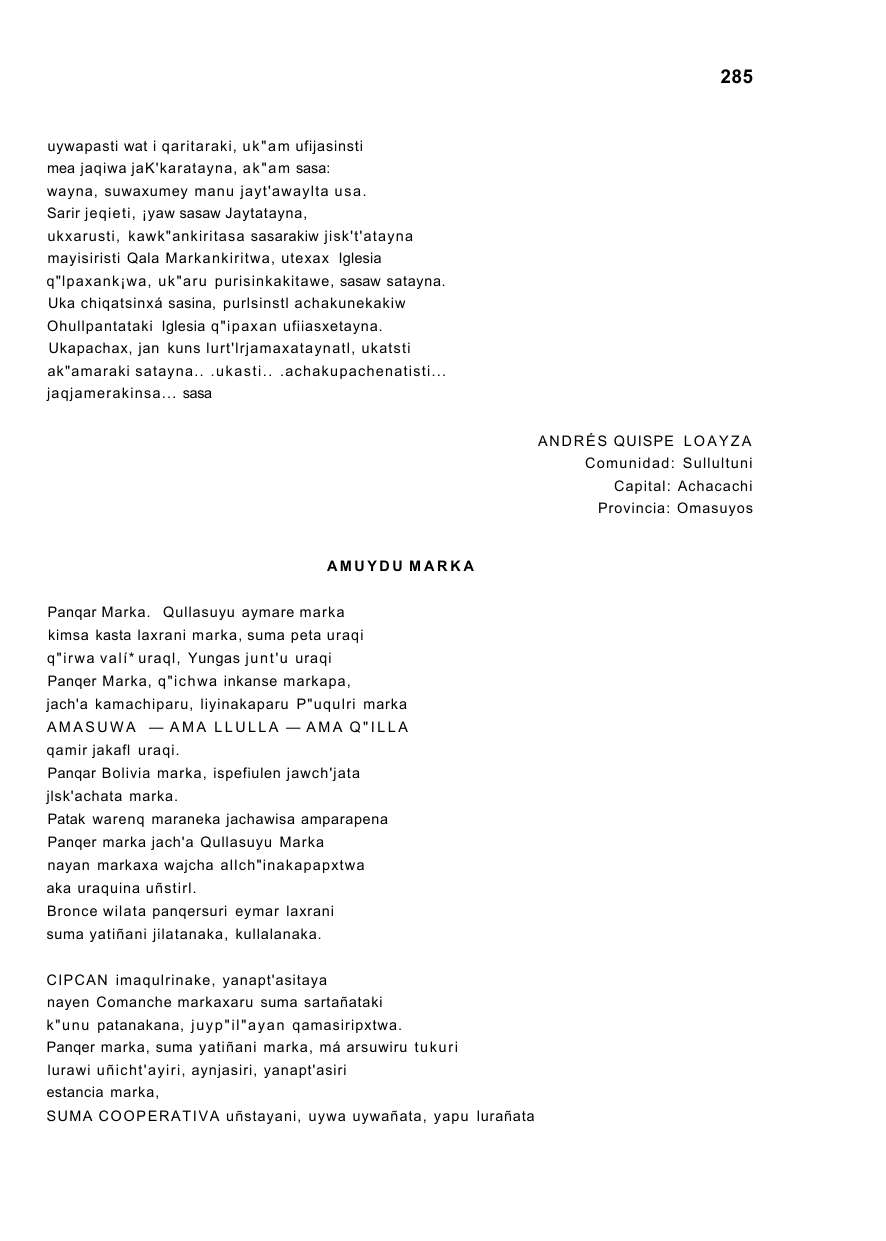 285
uywapasti wat i qaritaraki, uk"am ufijasinsti
mea jaqiwa jaK'karatayna, ak"am sasa:
wayna, suwaxumey manu jayt'awaylta usa.
Sarir jeqieti, ¡yaw sasaw Jaytatayna,
ukxarusti, kawk"ankiritasa sasarakiw jisk't'atayna
mayisiristi Qala Markankiritwa, utexax Iglesia
q"lpaxank¡wa, uk"aru purisinkakitawe, sasaw satayna.
Uka chiqatsinxá sasina, purlsinstl achakunekakiw
Ohullpantataki Iglesia q"ipaxan ufiiasxetayna.
Ukapachax, jan kuns lurt'lrjamaxataynatl, ukatsti
ak"amaraki satayna.. .ukasti.. .achakupachenatisti...
jaqjamerakinsa... sasa
ANDRÉS QUISPE LOAYZA
Comunidad: Sullultuni
Capital: Achacachi
Provincia: Omasuyos
AMUYDU MARKA
Panqar Marka. Qullasuyu aymare marka
kimsa kasta laxrani marka, suma peta uraqi
q"irwa valí* uraql, Yungas junt'u uraqi
Panqer Marka, q"ichwa inkanse markapa,
jach'a kamachiparu, liyinakaparu P"uqulri marka
AMASUWA — AMA LLULLA — AMA Q"ILLA
qamir jakafl uraqi.
Panqar Bolivia marka, ispefiulen jawch'jata
jlsk'achata marka.
Patak warenq maraneka jachawisa amparapena
Panqer marka jach'a Qullasuyu Marka
nayan markaxa wajcha allch"inakapapxtwa
aka uraquina uñstirl.
Bronce wilata panqersuri eymar laxrani
suma yatiñani jilatanaka, kullalanaka.
CIPCAN imaqulrinake, yanapt'asitaya
nayen Comanche markaxaru suma sartañataki
k"unu patanakana, juyp"il"ayan qamasiripxtwa.
Panqer marka, suma yatiñani marka, má arsuwiru tukuri
lurawi uñicht'ayiri, aynjasiri, yanapt'asiri
estancia marka,
SUMA COOPERATIVA uñstayani, uywa uywañata, yapu lurañata